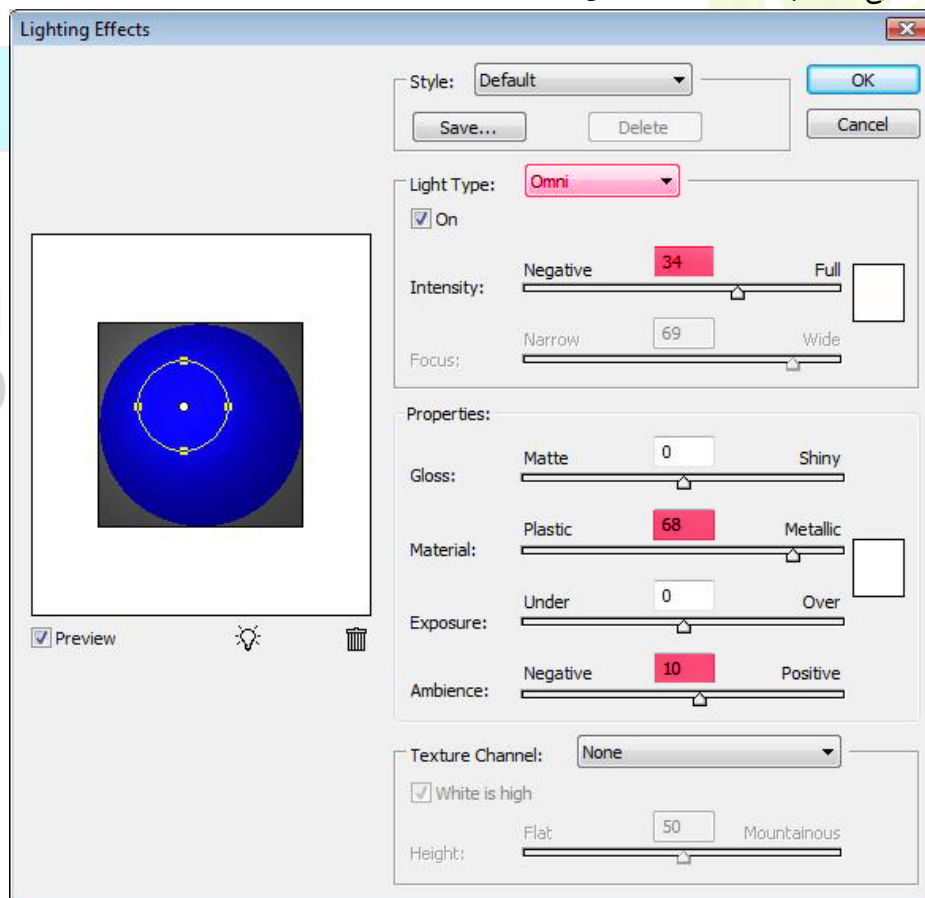 Lighting Effects
Style: Default
OK
Save... Delete
Cancel
Light Type: Omni
On
Negative 34 Full
Intensity:
Narrow 69 Wide
Focus:
Properties:
Matte 0 Shiny
Gloss:
Plastic 68 Metallic
Material:
Under 0 Over
Exposure:
Negative 10 Positive
Ambience:
Preview
Texture Channel: None
White is high
Flat 50 Mountainous
Height: